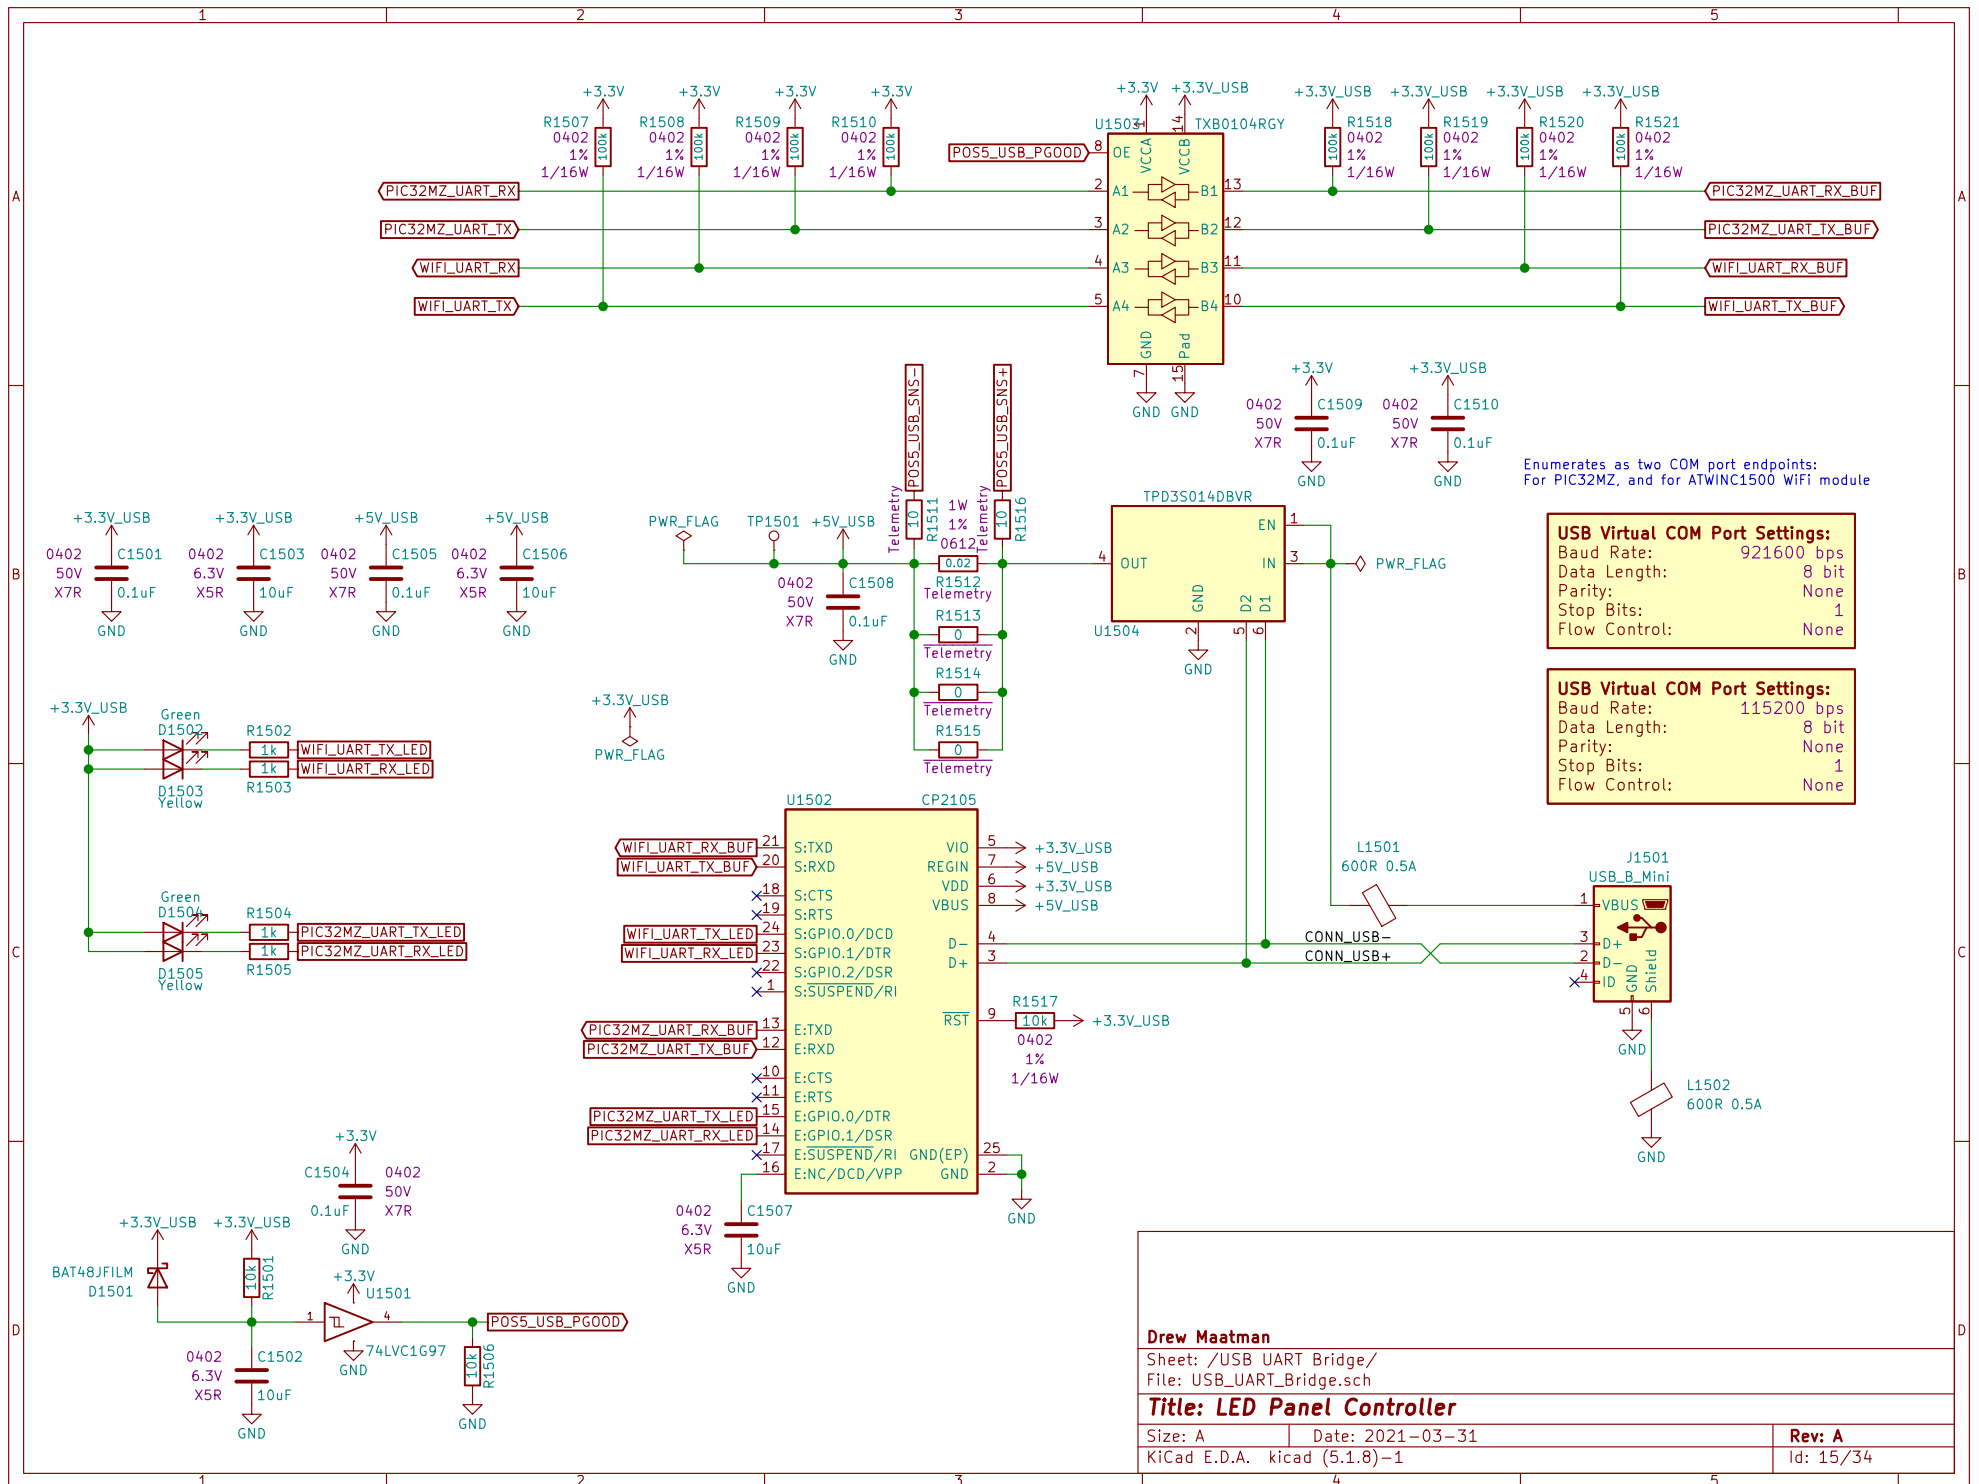 1 2 3 4 5
+3.3V +3.3V +3.3V +3.3V
R1507 R1508 R1509 R1510
0402 0402 0402 0402
1% 1% 1% 1%
1/16W 1/16W 1/16W 1/16W
100k 100k 100k 100k
+3.3V +3.3V_USB
U1503 TXB0104RGY
1 14
VCCA VCCB
POS5_USB_PGOOD 8 OE
+3.3V_USB +3.3V_USB +3.3V_USB +3.3V_USB
R1518 R1519 R1520 R1521
0402 0402 0402 0402
1% 1% 1% 1%
1/16W 1/16W 1/16W 1/16W
100k 100k 100k 100k
A A
PIC32MZ_UART_RX 2 A1 B1 13 PIC32MZ_UART_RX_BUF
PIC32MZ_UART_TX 3 A2 B2 12 PIC32MZ_UART_TX_BUF
WIFI_UART_RX 4 A3 B3 11 WIFI_UART_RX_BUF
WIFI_UART_TX 5 A4 B4 10 WIFI_UART_TX_BUF
GND Pad
7 15
GND GND
+3.3V +3.3V_USB
0402 C1509 0402 C1510
50V 50V
X7R 0.1uF X7R 0.1uF
GND GND
Enumerates as two COM port endpoints:
For PIC32MZ, and for ATWINC1500 WiFi module
POS5_USB_SNS- POS5_USB_SNS+
Telemetry 10 R1511
Telemetry 10 R1516
1W
1%
0612
0.02
R1512
Telemetry
R1513
0
Telemetry
R1514
0
Telemetry
R1515
0
Telemetry
PWR_FLAG TP1501 +5V_USB
0402 C1508
50V
X7R 0.1uF
GND
TPD3S014DBVR
EN 1
4 OUT IN 3 PWR_FLAG
GND D2 D1
2 5 6
U1504
GND
B B
+3.3V_USB +3.3V_USB +5V_USB +5V_USB
0402 C1501 0402 C1503 0402 C1505 0402 C1506
50V 6.3V 50V 6.3V
X7R 0.1uF X5R 10uF X7R 0.1uF X5R 10uF
GND GND GND GND
USB Virtual COM Port Settings:
Baud Rate: 921600 bps
Data Length: 8 bit
Parity: None
Stop Bits: 1
Flow Control: None
USB Virtual COM Port Settings:
Baud Rate: 115200 bps
Data Length: 8 bit
Parity: None
Stop Bits: 1
Flow Control: None
+3.3V_USB
PWR_FLAG
+3.3V_USB
Green
D1502 R1502
1k WIFI_UART_TX_LED
1k WIFI_UART_RX_LED
D1503 R1503
Yellow
Green
D1504 R1504
1k PIC32MZ_UART_TX_LED
1k PIC32MZ_UART_RX_LED
D1505 R1505
Yellow
C C
U1502 CP2105
WIFI_UART_RX_BUF 21 S:TXD VIO 5 +3.3V_USB
WIFI_UART_TX_BUF 20 S:RXD REGIN 7 +5V_USB
VDD 6 +3.3V_USB
18 S:CTS VBUS 8 +5V_USB
19 S:RTS
WIFI_UART_TX_LED 24 S:GPIO.0/DCD D- 4
WIFI_UART_RX_LED 23 S:GPIO.1/DTR D+ 3
22 S:GPIO.2/DSR
1 S:SUSPEND/RI
PIC32MZ_UART_RX_BUF 13 E:TXD RST 9
PIC32MZ_UART_TX_BUF 12 E:RXD
10 E:CTS
11 E:RTS
PIC32MZ_UART_TX_LED 15 E:GPIO.0/DTR
PIC32MZ_UART_RX_LED 14 E:GPIO.1/DSR
17 E:SUSPEND/RI GND(EP) 25
16 E:NC/DCD/VPP GND 2
GND
R1517
10k +3.3V_USB
0402
1%
1/16W
0402 C1507
6.3V
X5R 10uF
GND
CONN_USB-
CONN_USB+
L1501
600R 0.5A
J1501
USB_B_Mini
1 VBUS
3 D+
2 D-
4 ID
GND Shield
5 6
GND
L1502
600R 0.5A
GND
+3.3V
C1504 0402
50V
0.1uF X7R
GND
+3.3V_USB +3.3V_USB
BAT48JFILM
D1501
10k R1501
+3.3V
U1501
1 4
74LVC1G97
GND
POS5_USB_PGOOD
10k R1506
GND
0402 C1502
6.3V
X5R 10uF
GND
D D
Drew Maatman
Sheet: /USB UART Bridge/
File: USB_UART_Bridge.sch
Title: LED Panel Controller
Size: A Date: 2021-03-31 Rev: A
KiCad E.D.A. kicad (5.1.8)-1 Id: 15/34
1 2 3 4 5